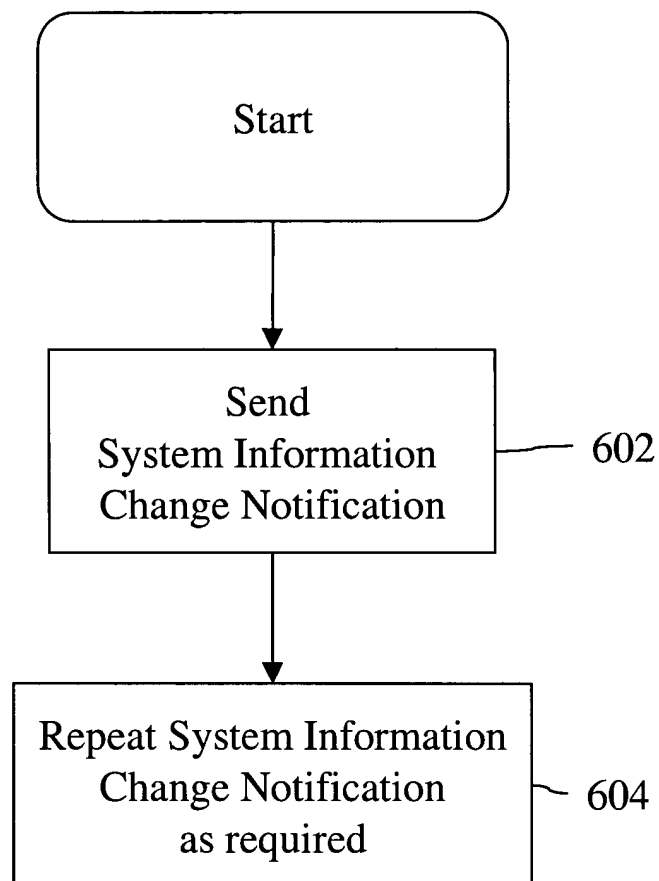 Start
Send
System Information
Change Notification
602
Repeat System Information
Change Notification
as required
604